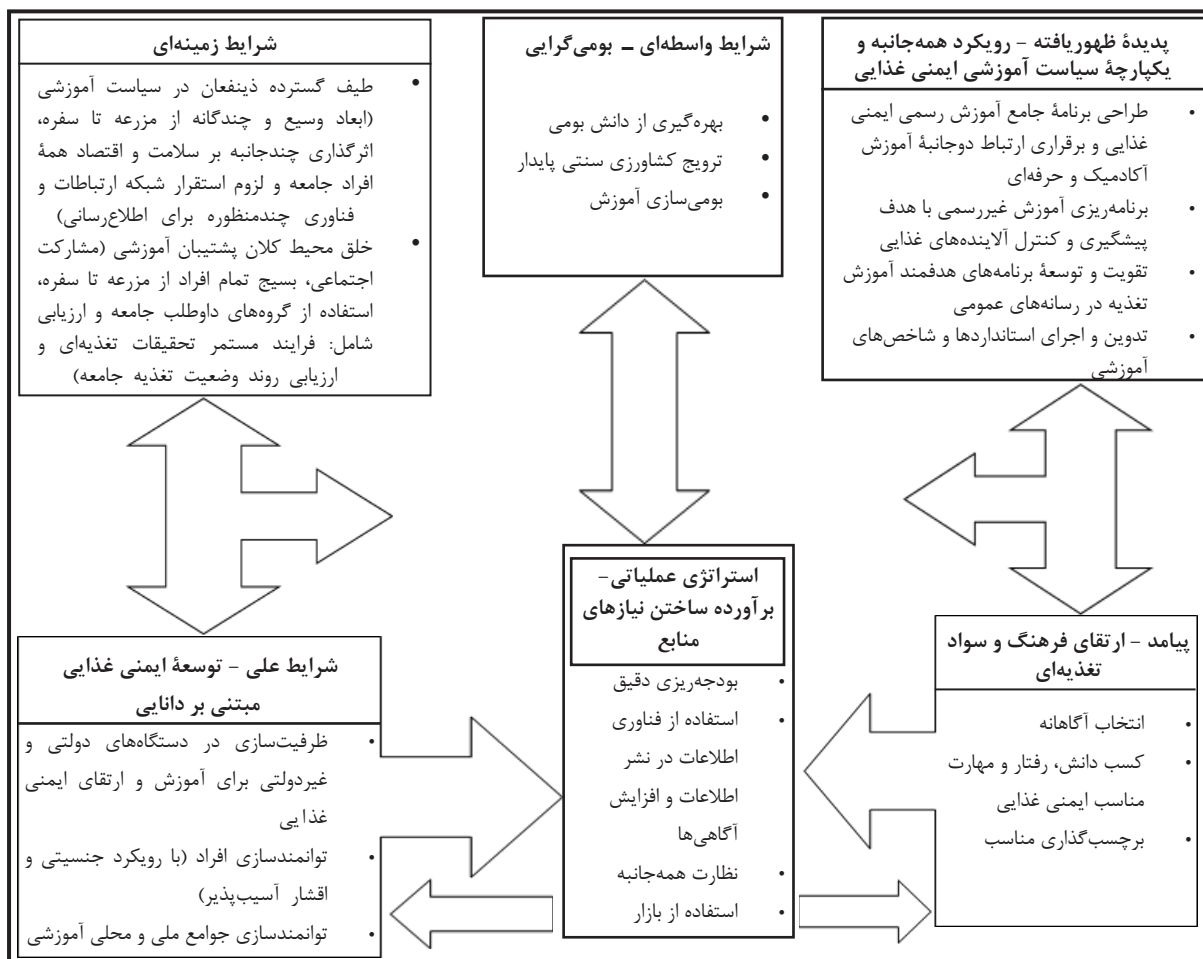 پدیدۀ ظهوریافته – رویکرد همه‌جانبه و
یکپارچۀ سیاست آموزشی ایمنی غذایی
• طراحی برنامۀ جامع آموزش رسمی ایمنی
غذایی و برقراری ارتباط دوجانبۀ آموزش
آکادمیک و حرفه‌ای
• برنامه‌ریزی آموزش غیررسمی با هدف
پیشگیری و کنترل آلاینده‌های غذایی
• تقویت و توسعۀ برنامه‌های هدفمند آموزش
تغذیه در رسانه‌های عمومی
• تدوین و اجرای استانداردها و شاخص‌های
آموزشی
شرایط واسطه‌ای – بومی‌گرایی
• بهره‌گیری از دانش بومی
• ترویج کشاورزی سنتی پایدار
• بومی‌سازی آموزش
شرایط زمینه‌ای
• طیف گسترده ذینفعان در سیاست آموزشی
(ابعاد وسیع و چندگانه از مزرعه تا سفره،
اثرگذاری چندجانبه بر سلامت و اقتصاد همۀ
افراد جامعه و لزوم استقرار شبکه ارتباطات و
فناوری چندمنظوره برای اطلاع‌رسانی)
• خلق محیط کلان پشتیبان آموزشی (مشارکت
اجتماعی، بسیج تمام افراد از مزرعه تا سفره،
استفاده از گروه‌های داوطلب جامعه و ارزیابی
شامل: فرایند مستمر تحقیقات تغذیه‌ای و
ارزیابی روند وضعیت تغذیه جامعه)
پیامد – ارتقای فرهنگ و سواد
تغذیه‌ای
• انتخاب آگاهانه
• کسب دانش، رفتار و مهارت
مناسب ایمنی غذایی
• برچسب‌گذاری مناسب
استراتژی عملیاتی–
برآورده ساختن نیازهای
منابع
• بودجه‌ریزی دقیق
• استفاده از فناوری
اطلاعات در نشر
اطلاعات و افزایش
آگاهی‌ها
• نظارت همه‌جانبه
• استفاده از بازار
شرایط علی – توسعۀ ایمنی غذایی
مبتنی بر دانایی
• ظرفیت‌سازی در دستگاه‌های دولتی و
غیردولتی برای آموزش و ارتقای ایمنی
غذایی
• توانمندسازی افراد (با رویکرد جنسیتی و
اقشار آسیب‌پذیر)
• توانمندسازی جوامع ملی و محلی آموزشی